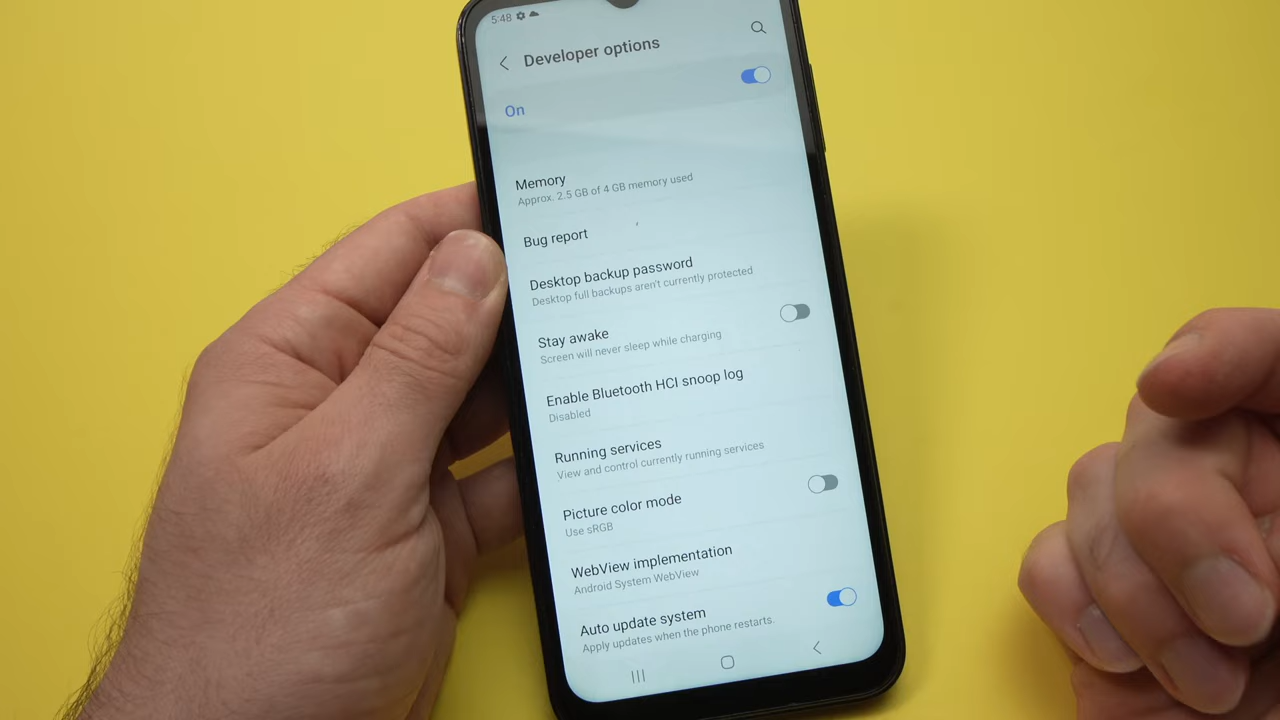 5:48
Developer options
On
Memory
Approx. 2.5 GB of 4 GB memory used
Bug report
Desktop backup password
Desktop full backups aren't currently protected
Stay awake
Screen will never sleep while charging
Enable Bluetooth HCI snoop log
Disabled
Running services
View and control currently running services
Picture color mode
Use sRGB
WebView implementation
Android System WebView
Auto update system
Apply updates when the phone restarts.